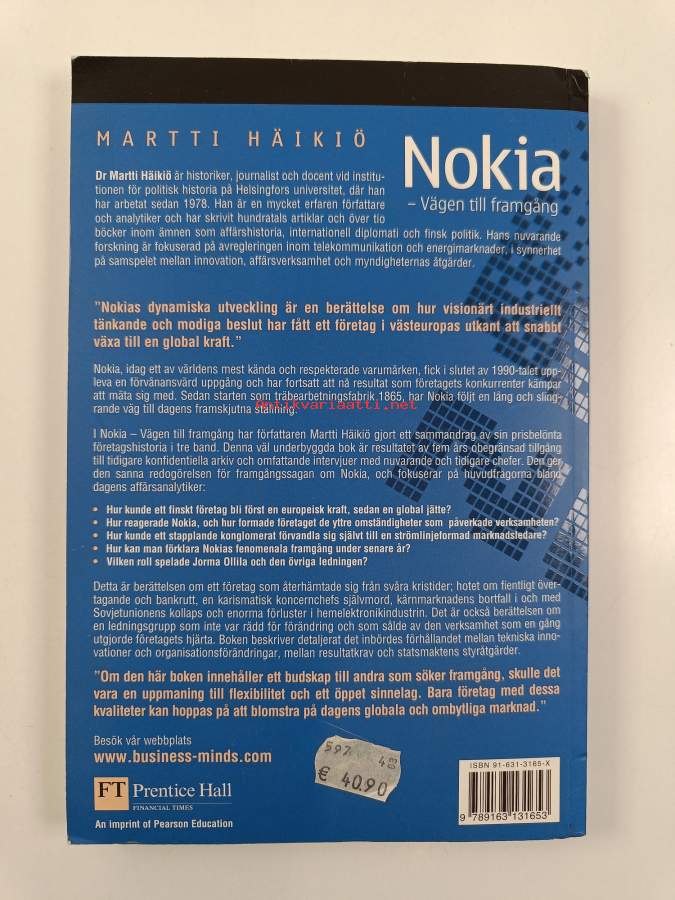 MARTTI HÄIKIÖ
Nokia
– Vägen till framgång
Dr Martti Häikiö är historiker, journalist och docent vid institu-
tionen för politisk historia på Helsingfors universitet, där han
har arbetat sedan 1978. Han är en mycket erfaren författare
och analytiker och har skrivit hundratals artiklar och över tio
böcker inom ämnen som affärshistoria, internationell diplomati och finsk politik. Hans nuvarande
forskning är fokuserad på avregleringen inom telekommunikation och energimarknader, i synnerhet
på samspelet mellan innovation, affärsverksamhet och myndigheternas åtgärder.
"Nokias dynamiska utveckling är en berättelse om hur visionärt industriellt
tänkande och modiga beslut har fått ett företag i västeuropas utkant att snabbt
växa till en global kraft."
Nokia, idag ett av världens mest kända och respekterade varumärken, fick i slutet av 1990-talet upp-
leva en förvånansvärd uppgång och har fortsatt att nå resultat som företagets konkurrenter kämpar
att mäta sig med. Sedan starten som träbearbetningsfabrik 1865, har Nokia följt en lång och sling-
rande väg till dagens framskjutna ställning.
antikvariaatti.net
I Nokia – Vägen till framgång har författaren Martti Häikiö gjort ett sammandrag av sin prisbelönta
företagshistoria i tre band. Denna väl underbyggda bok är resultatet av fem års obegränsad tillgång
till tidigare konfidentiella arkiv och omfattande intervjuer med nuvarande och tidigare chefer. Den ger
den sanna redogörelsen för framgångssagan om Nokia, och fokuserar på huvudfrågorna bland
dagens affärsanalytiker:
• Hur kunde ett finskt företag bli först en europeisk kraft, sedan en global jätte?
• Hur reagerade Nokia, och hur formade företaget de yttre omständigheter som påverkade verksamheten?
• Hur kunde ett stapplande konglomerat förvandla sig självt till en strömlinjeformad marknadsledare?
• Hur kan man förklara Nokias fenomenala framgång under senare år?
• Vilken roll spelade Jorma Ollila och den övriga ledningen?
Detta är berättelsen om ett företag som återhämtade sig från svåra kristider; hotet om fientligt över-
tagande och bankrutt, en karismatisk koncernchefs självmord, kärnmarknadens bortfall i och med
Sovjetunionens kollaps och enorma förluster i hemelektronikindustrin. Det är också berättelsen om
en ledningsgrupp som inte var rädd för förändring och som sålde av den verksamhet som en gång
utgjorde företagets hjärta. Boken beskriver detaljerat det inbördes förhållandet mellan tekniska inno-
vationer och organisationsförändringar, mellan resultatkrav och statsmaktens styråtgärder.
"Om den här boken innehåller ett budskap till andra som söker framgång, skulle det
vara en uppmaning till flexibilitet och ett öppet sinnelag. Bara företag med dessa
kvaliteter kan hoppas på att blomstra på dagens globala och ombytliga marknad."
Besök vår webbplats
www.business-minds.com
597 403
€ 40.90
FT Prentice Hall
FINANCIAL TIMES
An imprint of Pearson Education
ISBN 91-631-3165-X
9 789163 131653